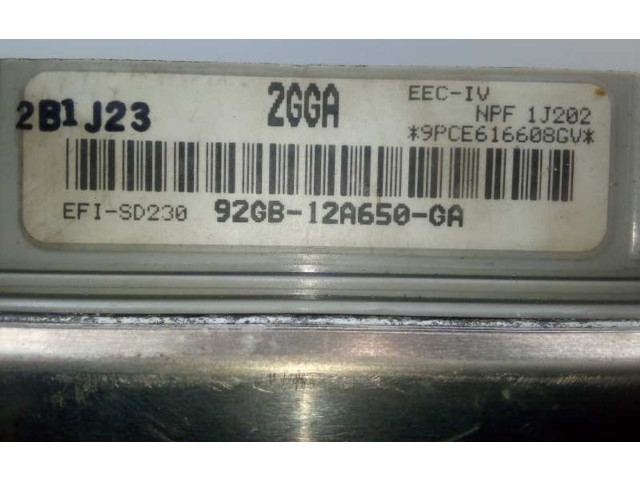 2B1J23 2GGA EEC-IV
NPF 1J202
*9PCE616608GV*
EFI-SD230 92GB-12A650-GA